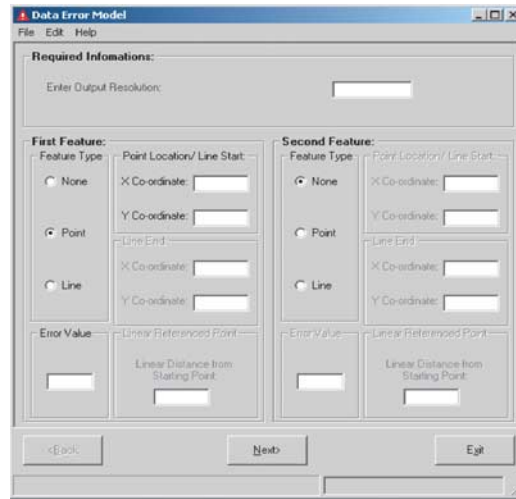 Data Error Model
File Edit Help
Required Infomations:
Enter Output Resolution:
First Feature:
Feature Type
None
Point
Line
Point Location/ Line Start
X Co-ordinate:
Y Co-ordinate:
Line End
X Co-ordinate:
Y Co-ordinate:
Error Value
Linear Referenced Point
Linear Distance from
Starting Point
Second Feature:
Feature Type
None
Point
Line
Point Location/ Line Start
X Co-ordinate:
Y Co-ordinate:
Line End
X Co-ordinate:
Y Co-ordinate:
Error Value
Linear Referenced Point
Linear Distance from
Starting Point
<Back
Next>
Exit